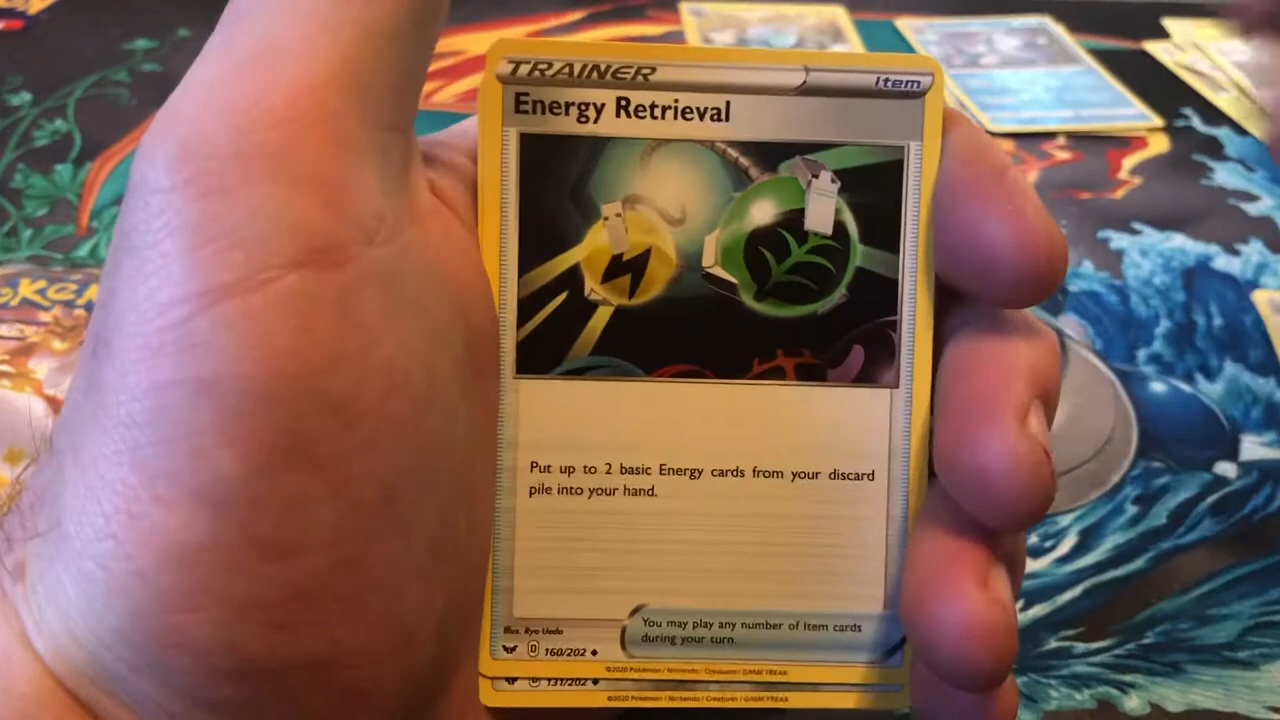 TRAINER
Item
Energy Retrieval
Put up to 2 basic Energy cards from your discard
pile into your hand.
You may play any number of Item cards
during your turn.
Illus. Ryo Ueda
D 160/202
©2020 Pokémon / Nintendo / Creatures / GAME FREAK
D 131/202
©2020 Pokémon / Nintendo / Creatures / GAME FREAK